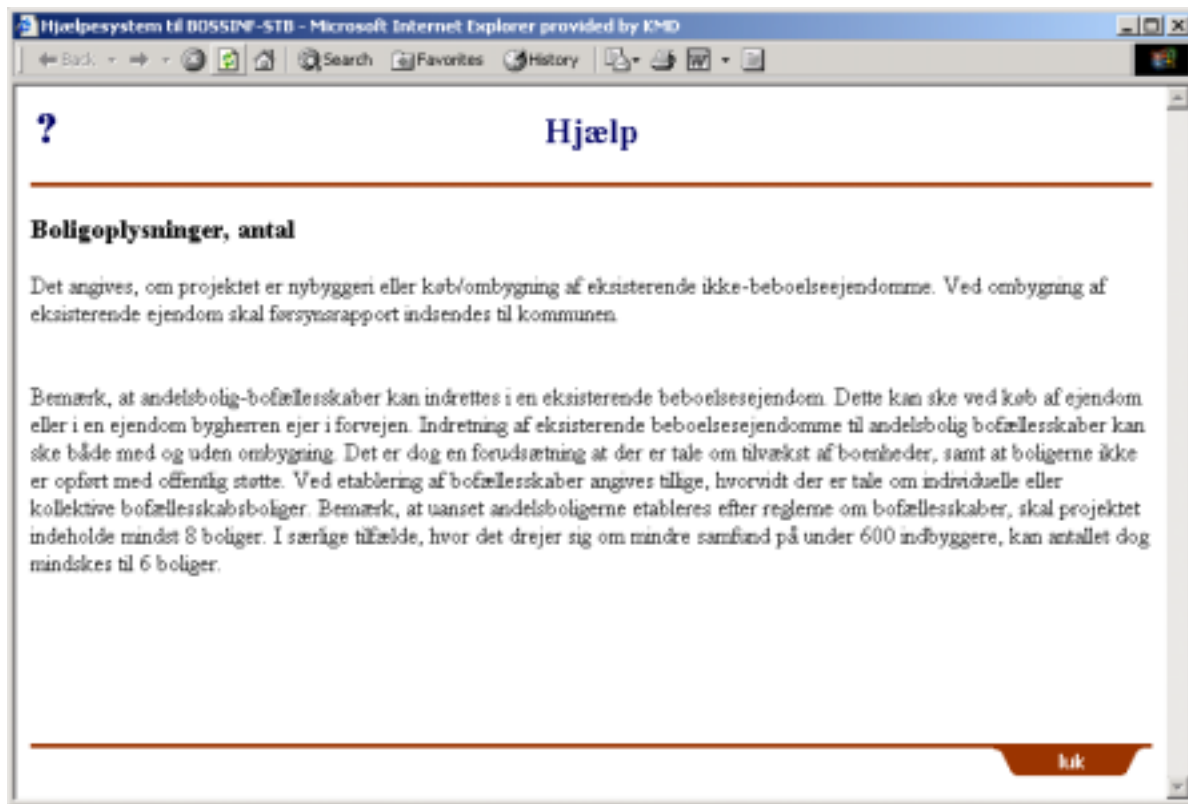 Hjælpesystem til BOSSINF-STB - Microsoft Internet Explorer provided by KMD
Back Search Favorites History
? Hjælp
Boligoplysninger, antal
Det angives, om projektet er nybyggeri eller køb/ombygning af eksisterende ikke-beboelseejendomme. Ved ombygning af
eksisterende ejendom skal førsynsrapport indsendes til kommunen.
Bemærk, at andelsbolig-bofællesskaber kan indrettes i en eksisterende beboelsesejendom. Dette kan ske ved køb af ejendom
eller i en ejendom bygherren ejer i forvejen. Indretning af eksisterende beboelsesejendomme til andelsbolig bofællesskaber kan
ske både med og uden ombygning. Det er dog en forudsætning at der er tale om tilvækst af boenheder, samt at boligerne ikke
er opført med offentlig støtte. Ved etablering af bofællesskaber angives tillige, hvorvidt der er tale om individuelle eller
kollektive bofællesskabsboliger. Bemærk, at uanset andelsboligerne etableres efter reglerne om bofællesskaber, skal projektet
indeholde mindst 8 boliger. I særlige tilfælde, hvor det drejer sig om mindre samfund på under 600 indbyggere, kan antallet dog
mindskes til 6 boliger.
luk